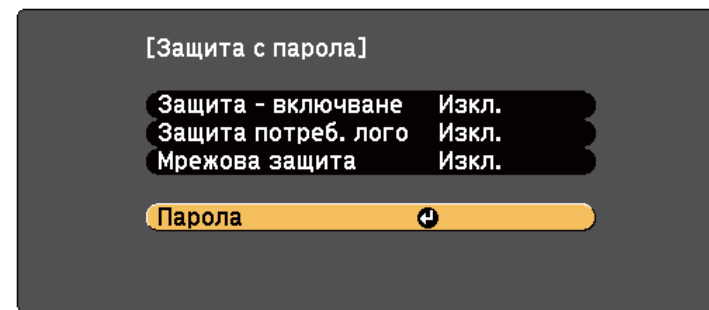 [Защита с парола]
Защита - включване Изкл.
Защита потреб. лого Изкл.
Мрежова защита Изкл.
Парола